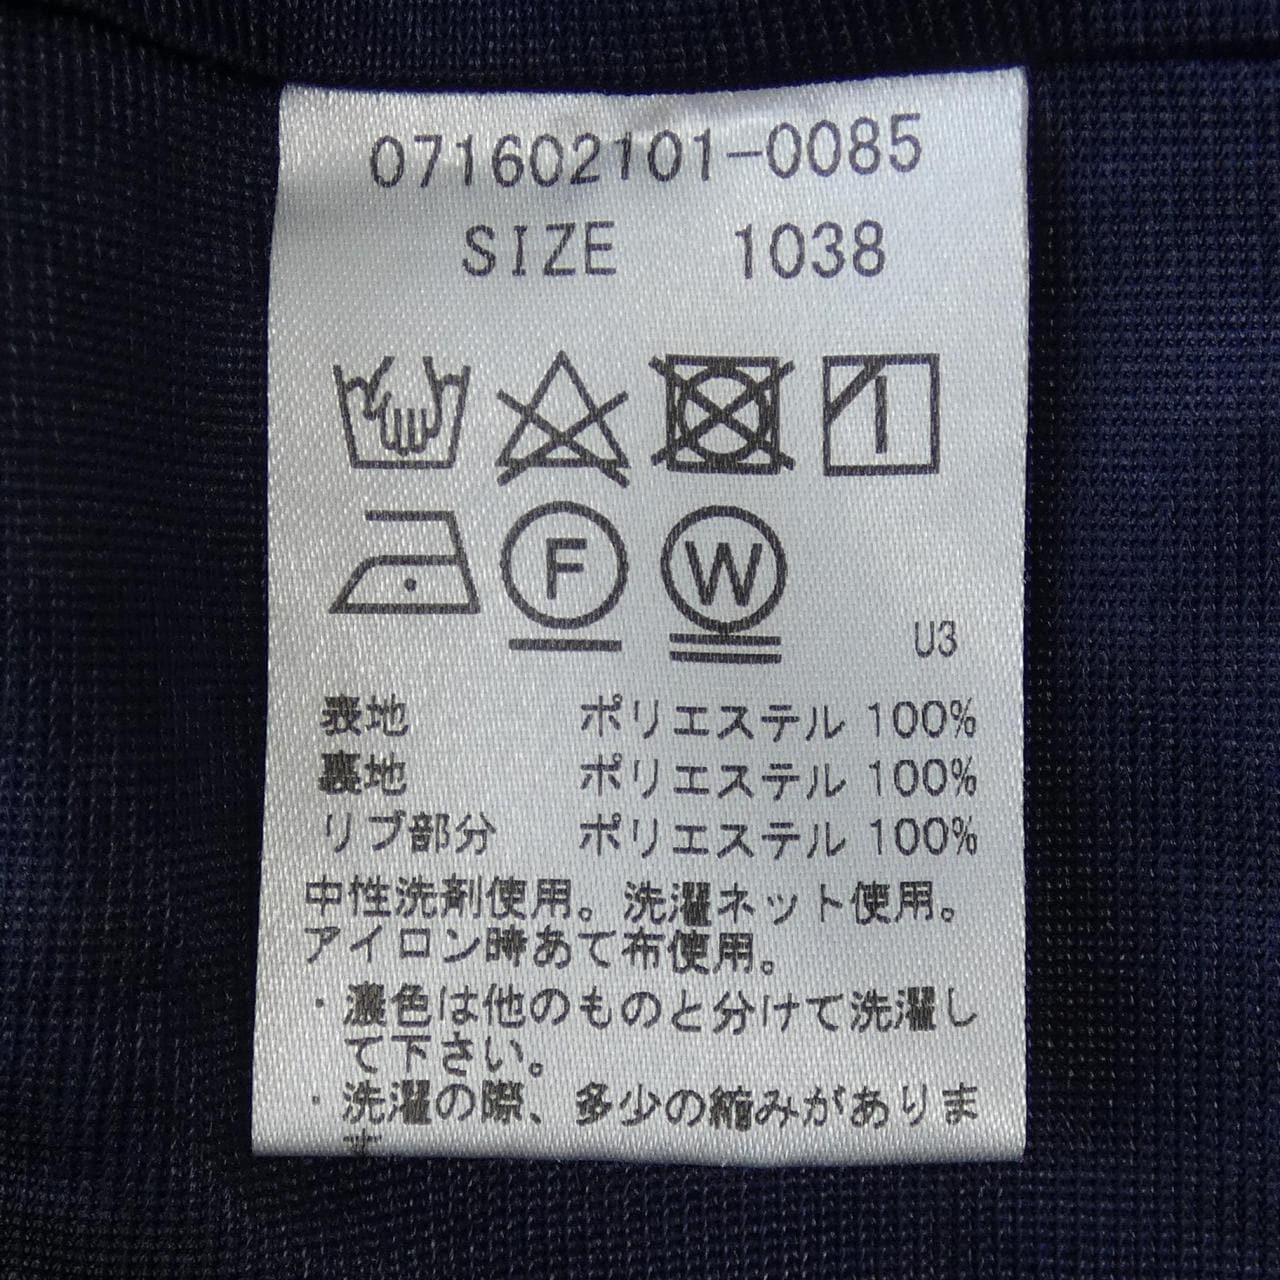 071602101-0085
SIZE 1038
F W
U3
表地 ポリエステル 100%
裏地 ポリエステル 100%
リブ部分 ポリエステル 100%
中性洗剤使用。洗濯ネット使用。
アイロン時あて布使用。
・濃色は他のものと分けて洗濯し
て下さい。
・洗濯の際、多少の縮みがありま